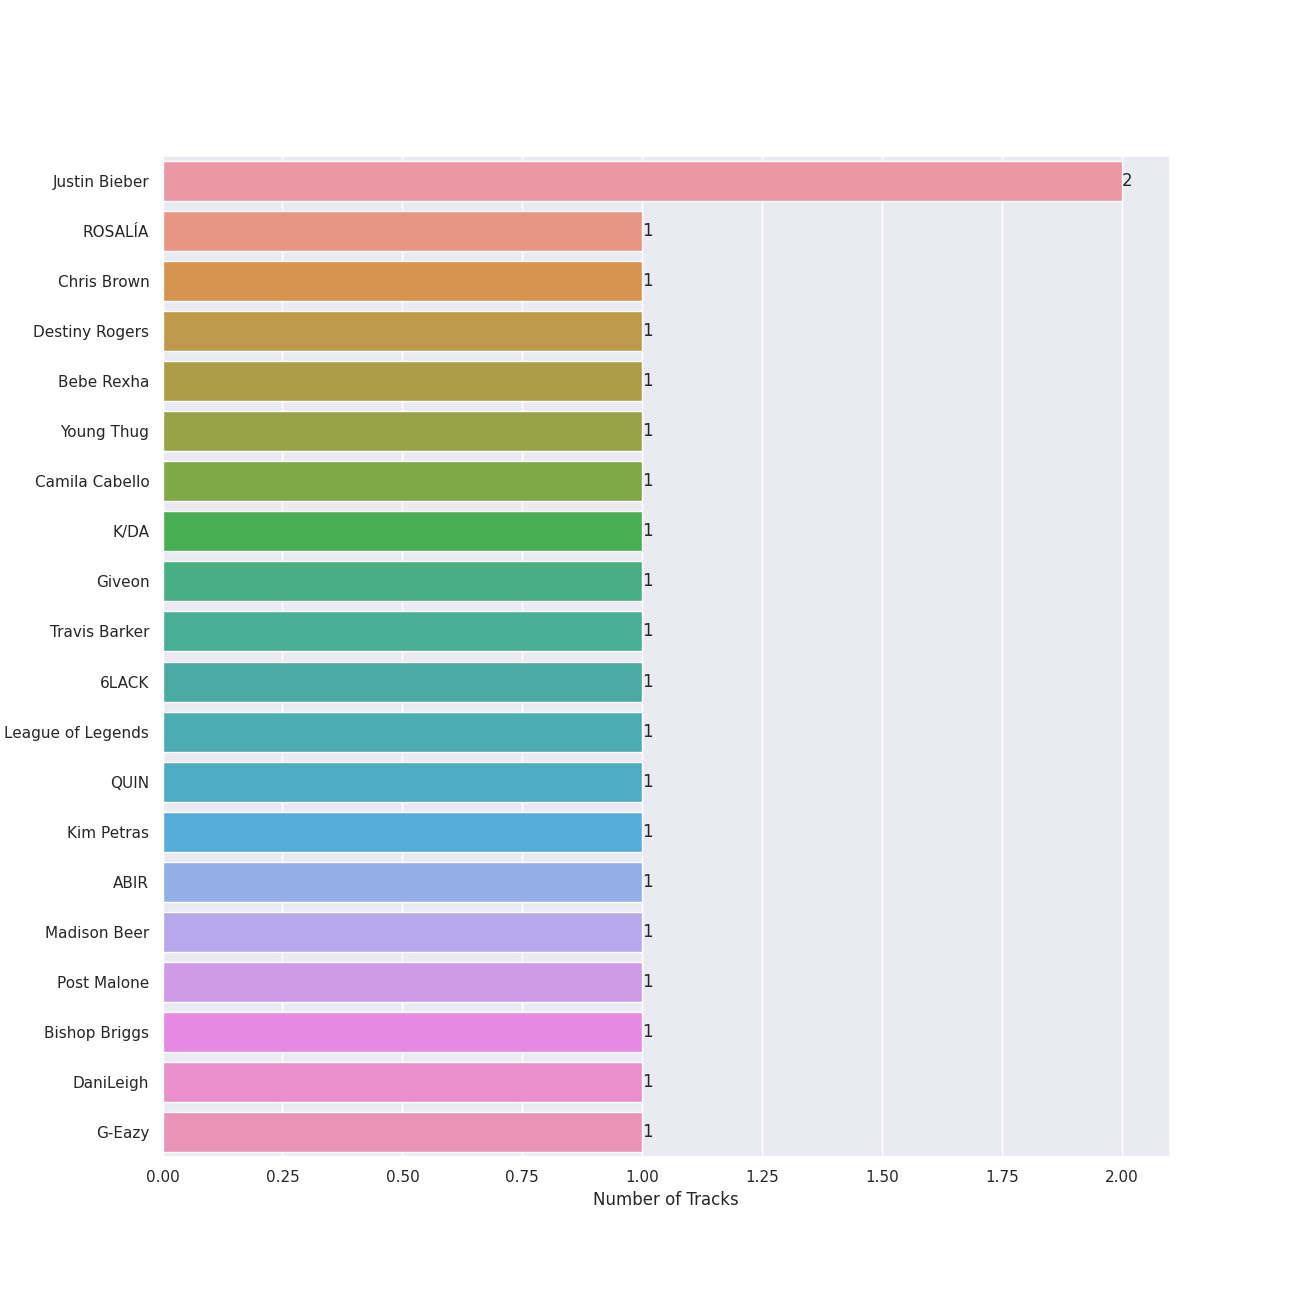 Justin Bieber 2
ROSALÍA 1
Chris Brown 1
Destiny Rogers 1
Bebe Rexha 1
Young Thug 1
Camila Cabello 1
K/DA 1
Giveon 1
Travis Barker 1
6LACK 1
League of Legends 1
QUIN 1
Kim Petras 1
ABIR 1
Madison Beer 1
Post Malone 1
Bishop Briggs 1
DaniLeigh 1
G-Eazy 1
0.00 0.25 0.50 0.75 1.00 1.25 1.50 1.75 2.00
Number of Tracks